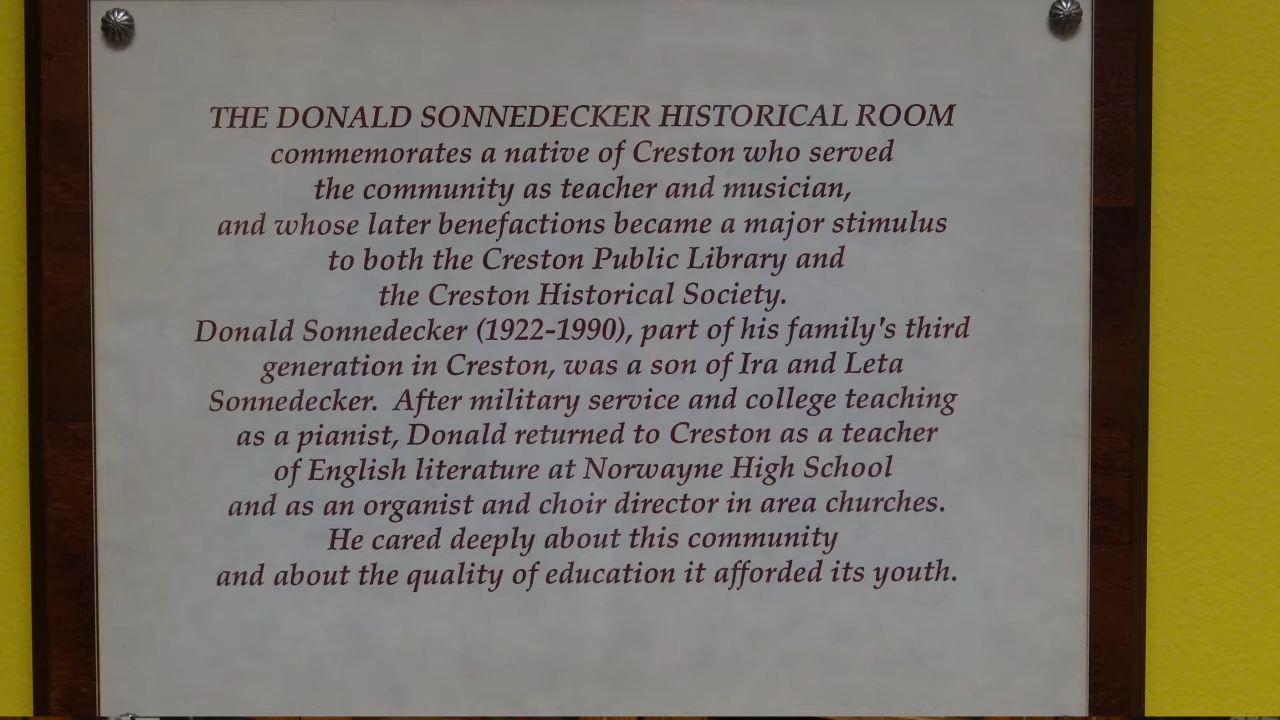 THE DONALD SONNEDECKER HISTORICAL ROOM
commemorates a native of Creston who served
the community as teacher and musician,
and whose later benefactions became a major stimulus
to both the Creston Public Library and
the Creston Historical Society.
Donald Sonnedecker (1922-1990), part of his family's third
generation in Creston, was a son of Ira and Leta
Sonnedecker.  After military service and college teaching
as a pianist, Donald returned to Creston as a teacher
of English literature at Norwayne High School
and as an organist and choir director in area churches.
He cared deeply about this community
and about the quality of education it afforded its youth.